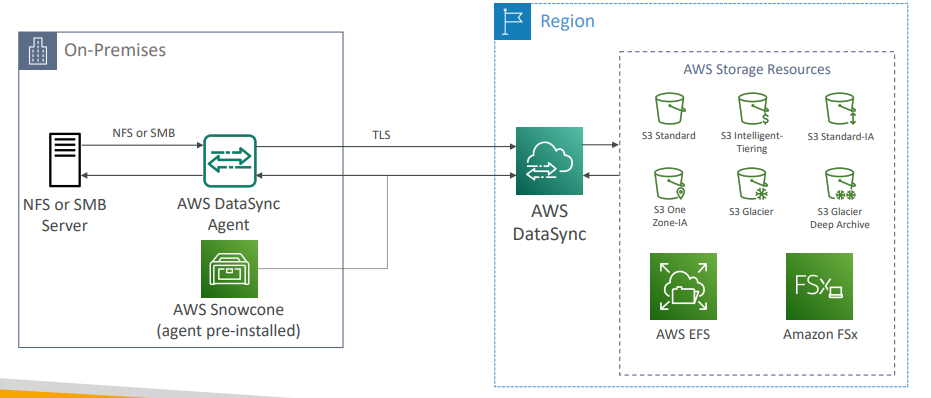 On-Premises
NFS or SMB
NFS or SMB
Server
AWS DataSync
Agent
AWS Snowcone
(agent pre-installed)
TLS
Region
AWS
DataSync
AWS Storage Resources
S3 Standard
S3 Intelligent-
Tiering
S3 Standard-IA
S3 One
Zone-IA
S3 Glacier
S3 Glacier
Deep Archive
AWS EFS
FSx
Amazon FSx